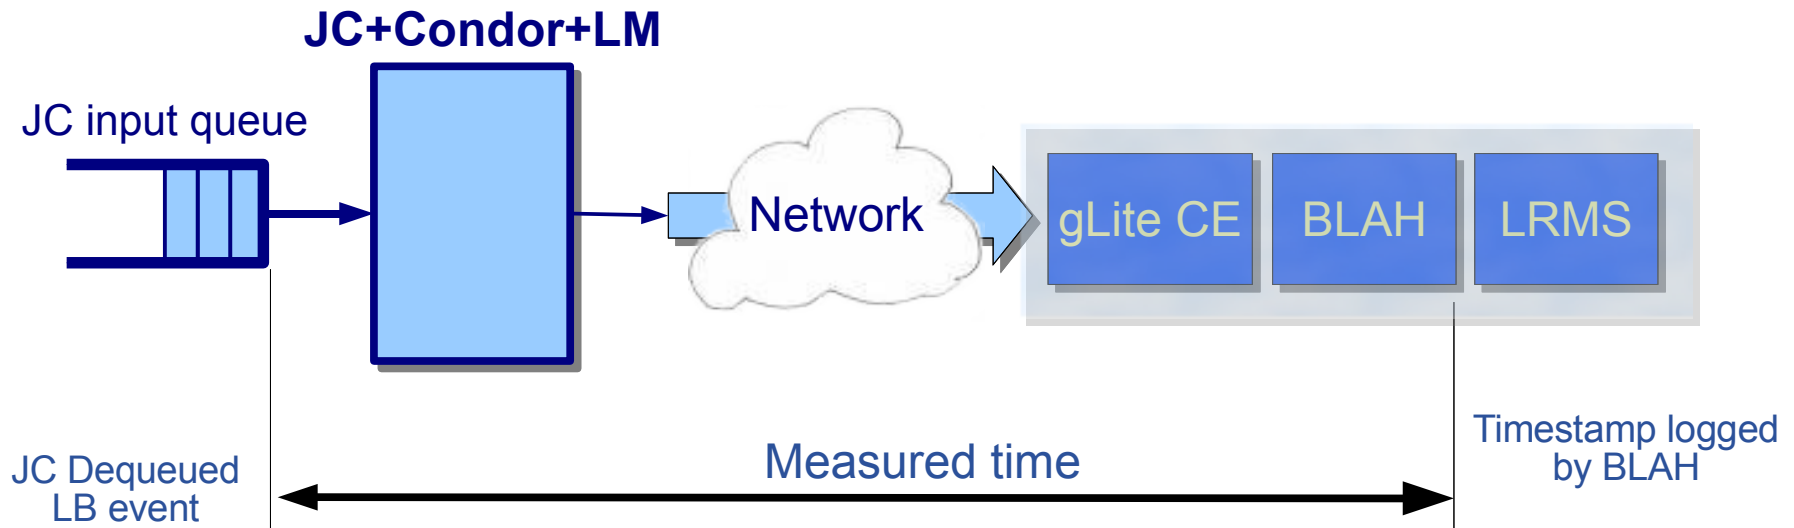 JC+Condor+LM
JC input queue
Network
gLite CE
BLAH
LRMS
JC Dequeued
LB event
Measured time
Timestamp logged
by BLAH